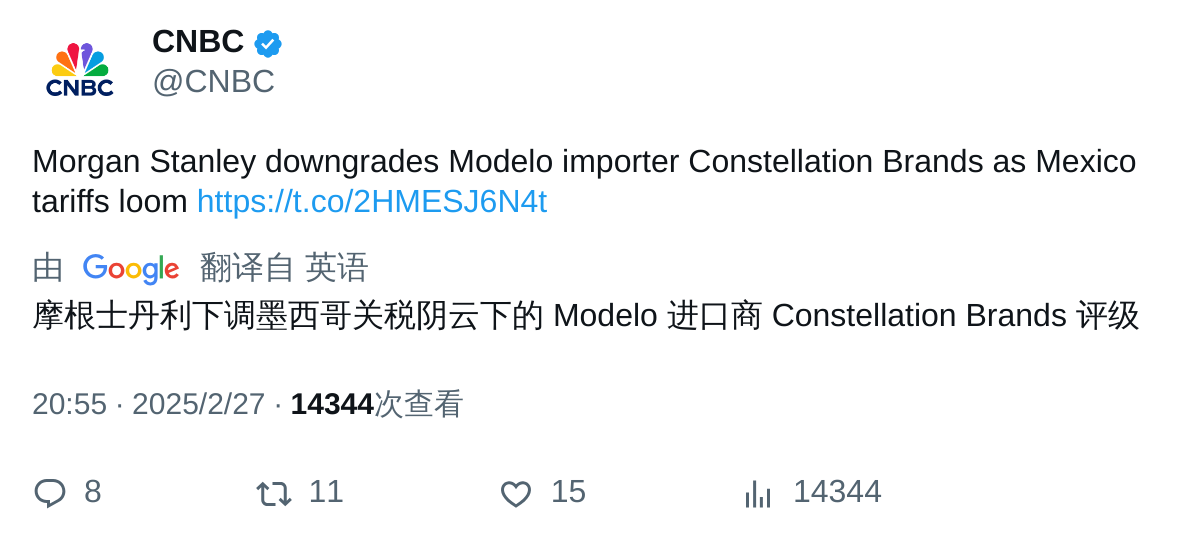 CNBC
CNBC
@CNBC
Morgan Stanley downgrades Modelo importer Constellation Brands as Mexico
tariffs loom https://t.co/2HMESJ6N4t
由 Google 翻译自 英语
摩根士丹利下调墨西哥关税阴云下的 Modelo 进口商 Constellation Brands 评级
20:55 · 2025/2/27 · 14344次查看
8 11 15 14344